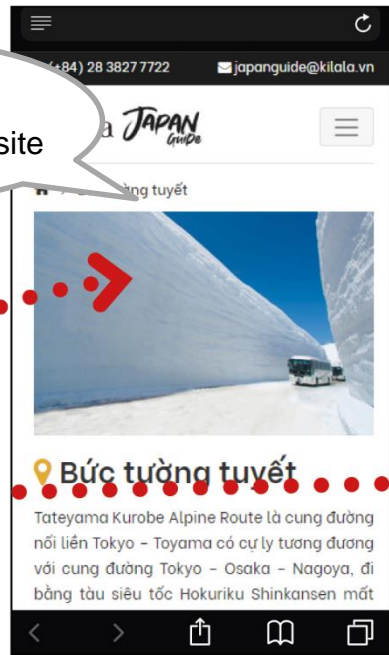 (+84) 28 3827 7722 japanguide@kilala.vn
site
a JAPAN
GUIDE
tường tuyết
Bức tường tuyết
Tateyama Kurobe Alpine Route là cung đường
nối liền Tokyo – Toyama có cự ly tương đương
với cung đường Tokyo – Osaka – Nagoya, đi
bằng tàu siêu tốc Hokuriku Shinkansen mất